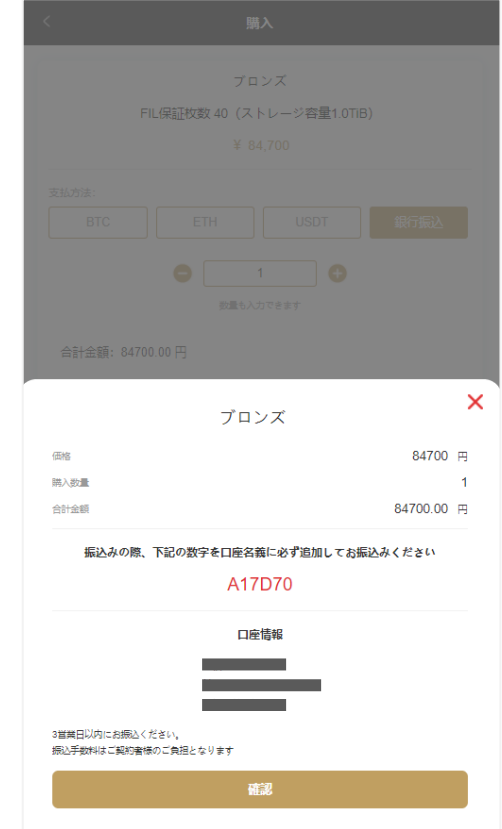 購入
ブロンズ
FIL保証枚数 40（ストレージ容量1.0TiB）
¥ 84,700
支払方法:
BTC ETH USDT 銀行振込
1
数量も入力できます
合計金額: 84700.00 円
ブロンズ
価格 84700 円
購入数量 1
合計金額 84700.00 円
振込みの際、下記の数字を口座名義に必ず追加してお振込みください
A17D70
口座情報
3営業日以内にお振込ください。
振込手数料はご契約者様のご負担となります
確認